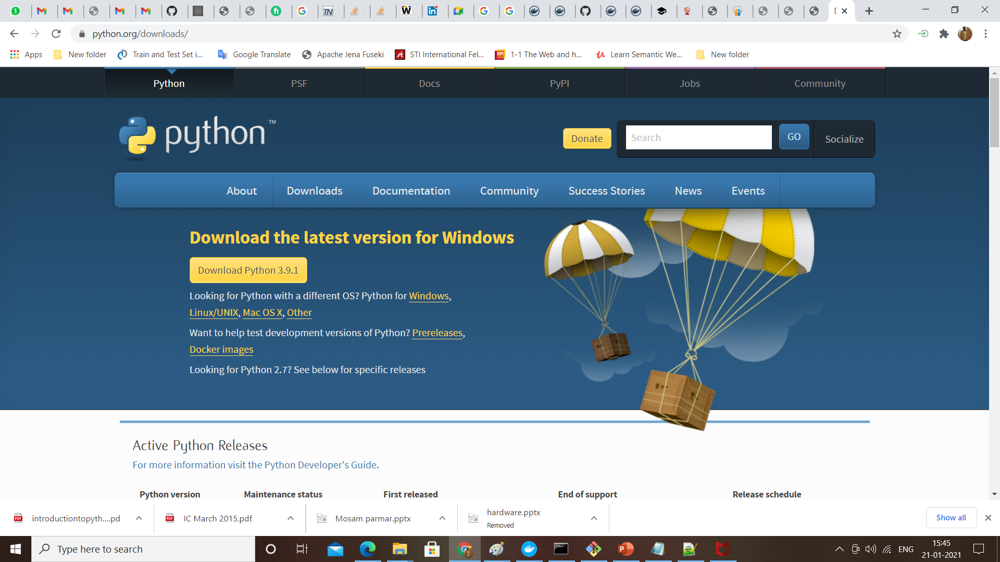 python.org/downloads/
Apps
New folder
Train and Test Set i...
Google Translate
Apache Jena Fuseki
STI International Fel...
1-1 The Web and h...
Learn Semantic We...
New folder
Python
PSF
Docs
PyPI
Jobs
Community
python™
Donate
Search
GO
Socialize
About
Downloads
Documentation
Community
Success Stories
News
Events
Download the latest version for Windows
Download Python 3.9.1
Looking for Python with a different OS? Python for Windows,
Linux/UNIX, Mac OS X, Other
Want to help test development versions of Python? Prereleases,
Docker images
Looking for Python 2.7? See below for specific releases
Active Python Releases
For more information visit the Python Developer's Guide.
Python version
Maintenance status
First released
End of support
Release schedule
introductiontopyth....pd
IC March 2015.pdf
Mosam parmar.pptx
hardware.pptx
Removed
Show all
Type here to search
ENG
15:45
21-01-2021